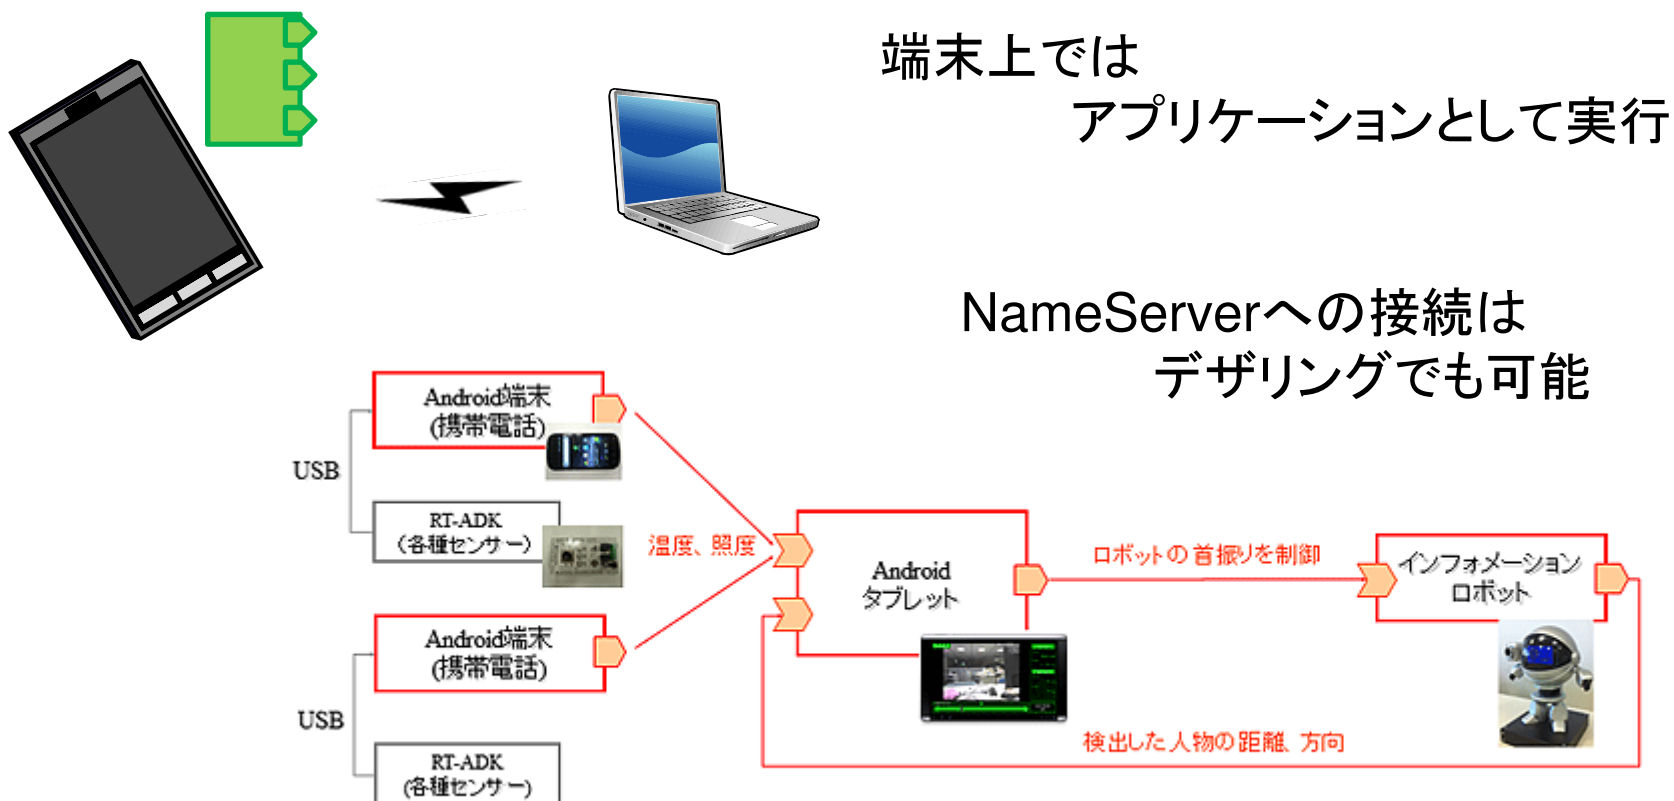 端末上では
アプリケーションとして実行
NameServerへの接続は
デザリングでも可能
Android端末
(携帯電話)
USB
RT-ADK
(各種センサー)
温度、照度
Android
タブレット
ロボットの首振りを制御
インフォメーション
ロボット
Android端末
(携帯電話)
USB
検出した人物の距離、方向
RT-ADK
(各種センサー)